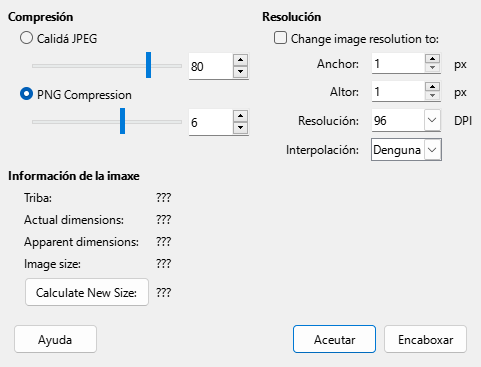 Compresión
Calidá JPEG
80
PNG Compression
6
Resolución
Change image resolution to:
Anchor: 1 px
Altor: 1 px
Resolución: 96 DPI
Interpolación: Denguna
Información de la imaxe
Triba: ???
Actual dimensions: ???
Apparent dimensions: ???
Image size: ???
Calculate New Size: ???
Ayuda
Aceutar
Encaboxar